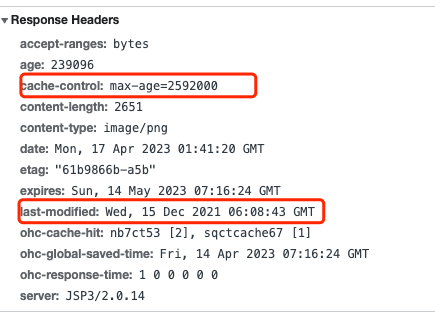 Response Headers
accept-ranges: bytes
age: 239096
cache-control: max-age=2592000
content-length: 2651
content-type: image/png
date: Mon, 17 Apr 2023 01:41:20 GMT
etag: "61b9866b-a5b"
expires: Sun, 14 May 2023 07:16:24 GMT
last-modified: Wed, 15 Dec 2021 06:08:43 GMT
ohc-cache-hit: nb7ct53 [2], sqctcache67 [1]
ohc-global-saved-time: Fri, 14 Apr 2023 07:16:24 GMT
ohc-response-time: 1 0 0 0 0 0
server: JSP3/2.0.14